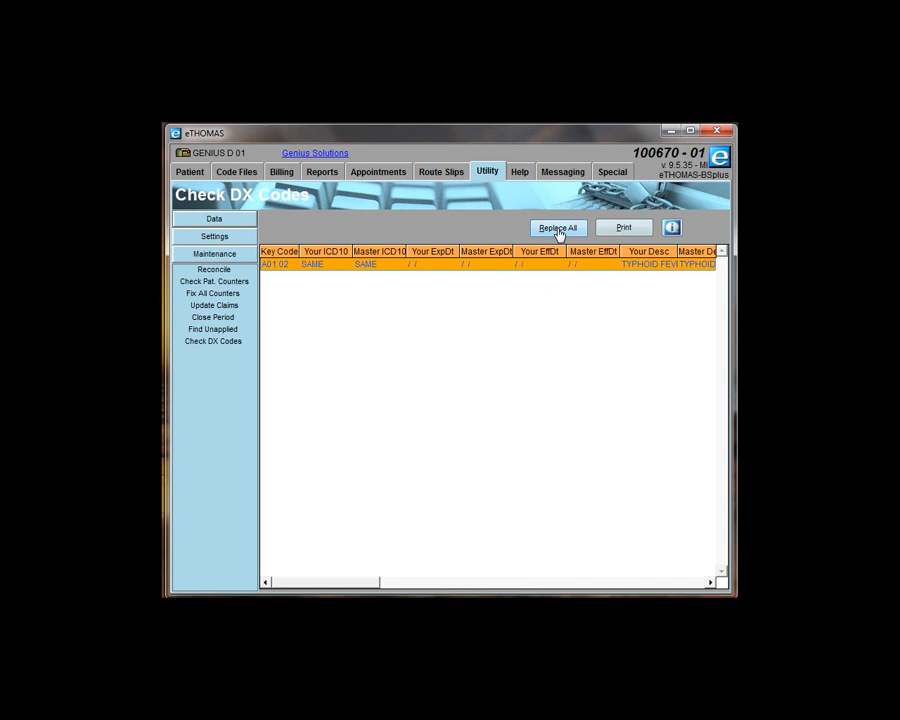 eTHOMAS
GENIUS D 01
Genius Solutions
100670 - 01
v. 9.5.35 - MI
eTHOMAS-BSplus
Patient
Code Files
Billing
Reports
Appointments
Route Slips
Utility
Help
Messaging
Special
Check DX Codes
Data
Settings
Maintenance
Reconcile
Check Pat. Counters
Fix All Counters
Update Claims
Close Period
Find Unapplied
Check DX Codes
Replace All
Print
Key Code Your ICD10 Master ICD10 Your ExpDt Master ExpDt Your EffDt Master EffDt Your Desc Master De
A01.02 SAME SAME / / / / / / / / TYPHOID FEVI TYPHOID